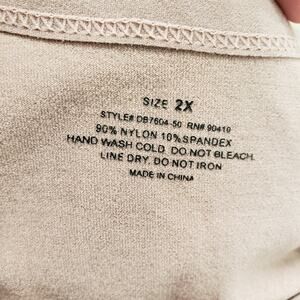 SIZE 2X
STYLE# DB7604-50 RN# 90419
90% NYLON 10% SPANDEX
HAND WASH COLD. DO NOT BLEACH.
LINE DRY. DO NOT IRON
MADE IN CHINA